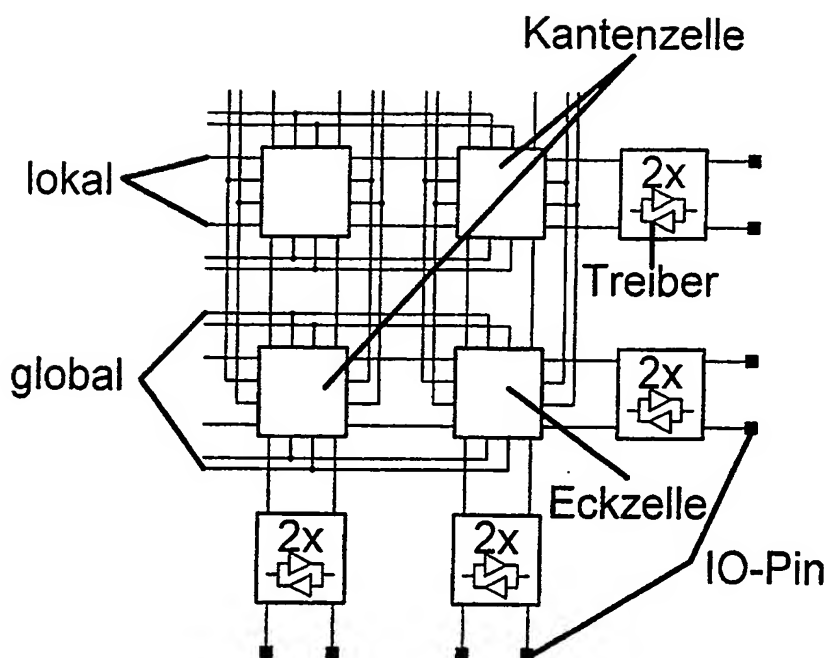 Kantenzelle
lokal
2x
Treiber
global
2x
Eckzelle
2x
2x
IO-Pin